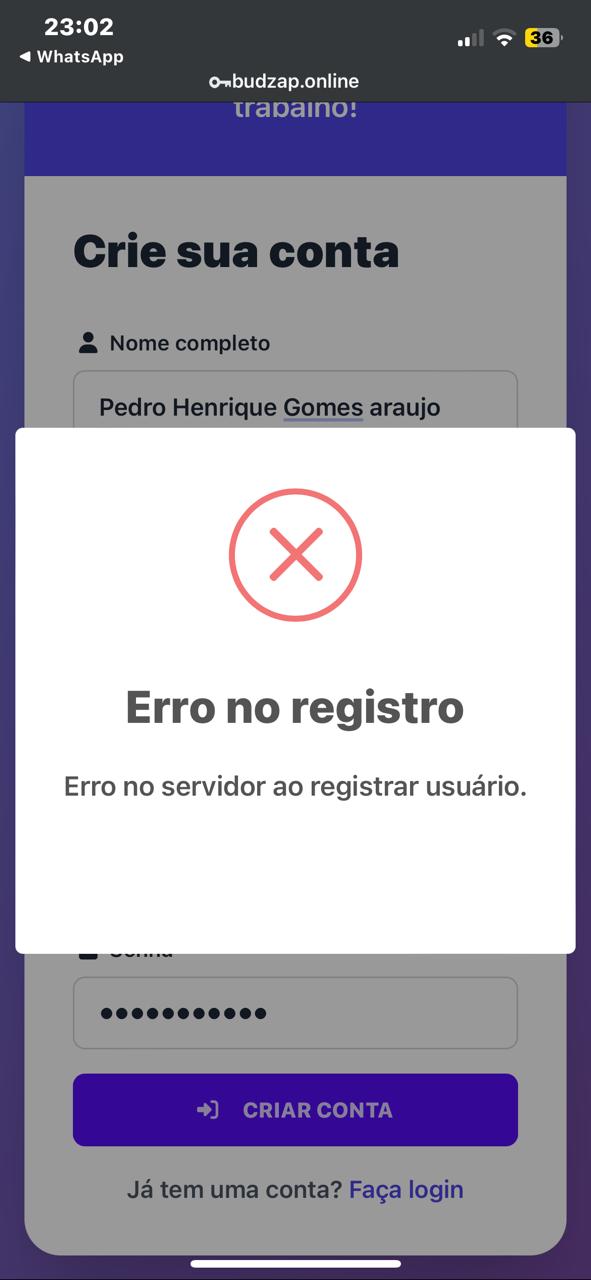 23:02
36
◀ WhatsApp
budzap.online
trabalho!
Crie sua conta
Nome completo
Pedro Henrique Gomes araujo
Erro no registro
Erro no servidor ao registrar usuário.
Senha
•••••••••••
CRIAR CONTA
Já tem uma conta? Faça login